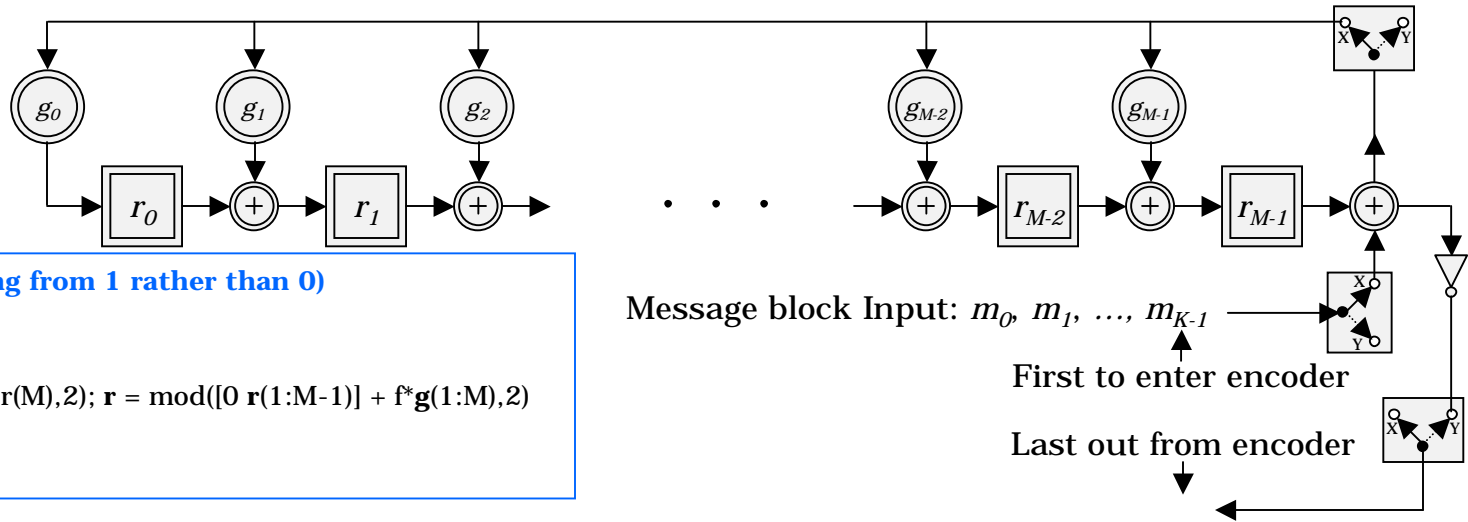 X Y
g0 g1 g2 gM-2 gM-1
r0 + r1 + . . . + rM-2 + rM-1 +
ng from 1 rather than 0)
r(M),2); r = mod([0 r(1:M-1)] + f*g(1:M),2)
Message block Input: m0, m1, ..., mK-1
X
Y
First to enter encoder
X Y
Last out from encoder